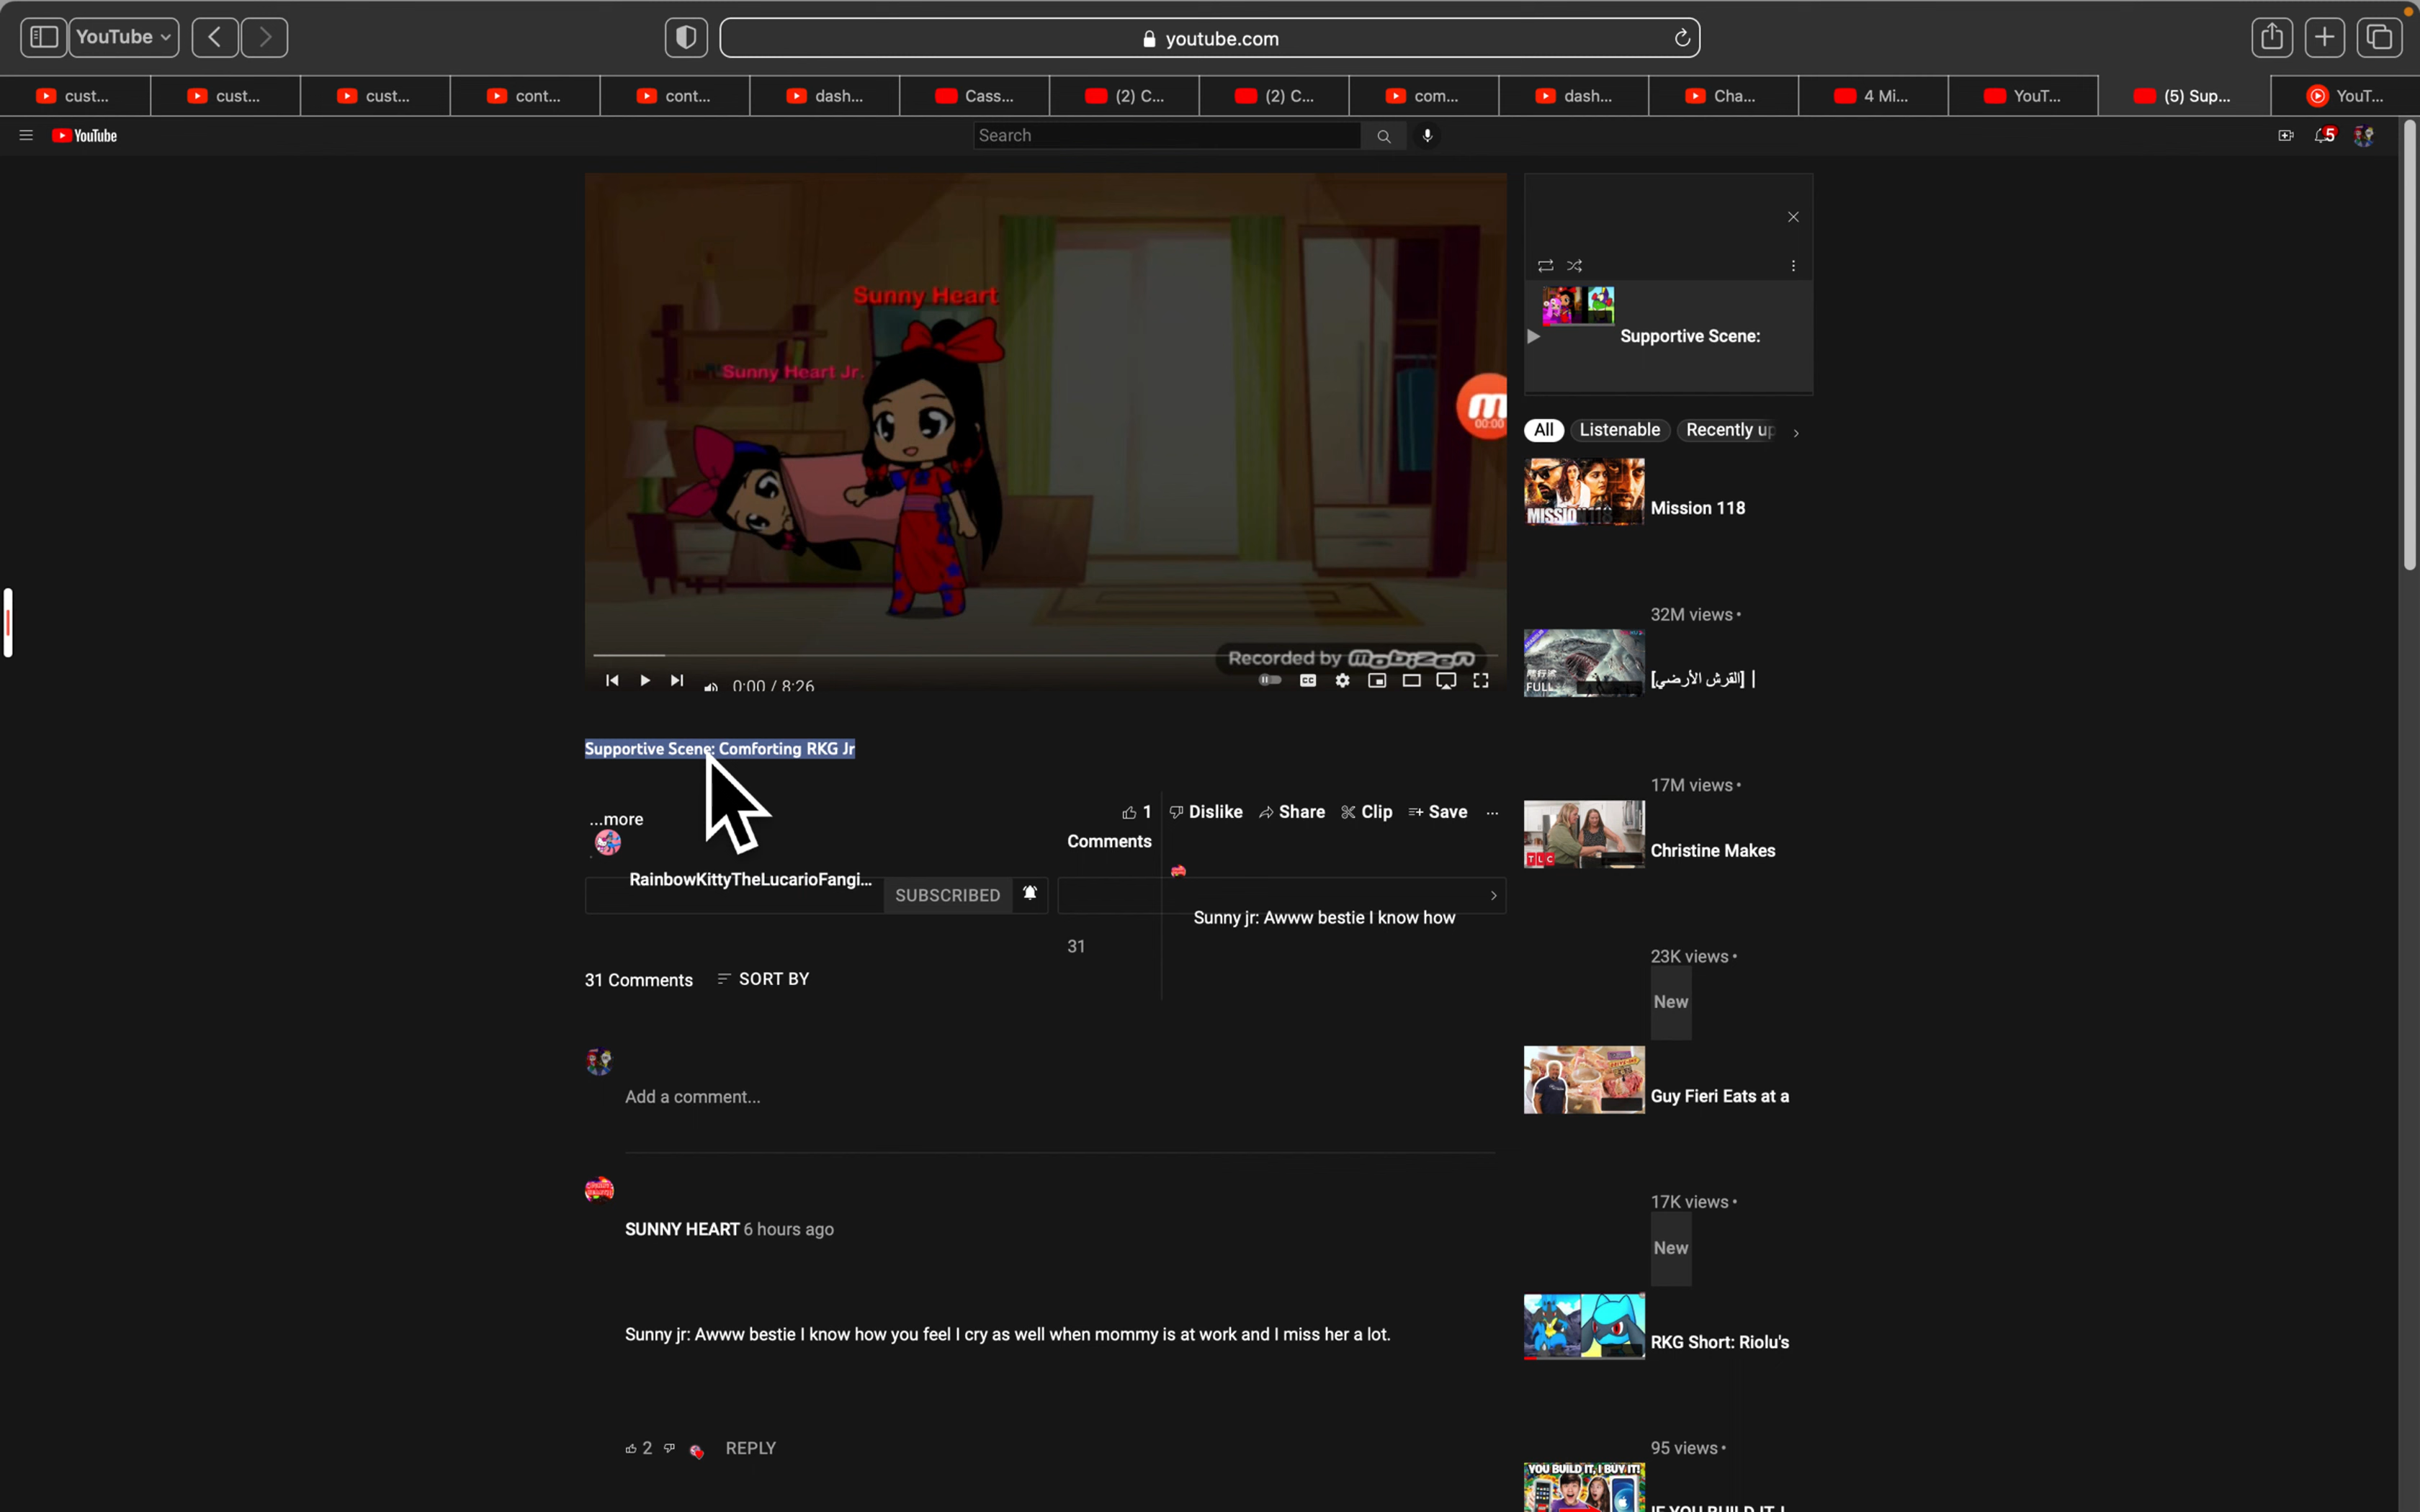 YouTube
youtube.com
cust...
cust...
cust...
cont...
cont...
dash...
Cass...
(2) C...
(2) C...
com...
dash...
Cha...
4 Mi...
YouT...
(5) Sup...
YouT...
YouTube
Search
5
Sunny Heart
Sunny Heart Jr.
00:00
Recorded by Mobizen
0:00 / 8:26
Supportive Scene: Comforting RKG Jr
...more
1
Dislike
Share
Clip
Save
Comments
RainbowKittyTheLucarioFangi...
SUBSCRIBED
Sunny jr: Awww bestie I know how
31
31 Comments
SORT BY
Add a comment...
SUNNY HEART 6 hours ago
Sunny jr: Awww bestie I know how you feel I cry as well when mommy is at work and I miss her a lot.
2
REPLY
Supportive Scene:
All
Listenable
Recently up
Mission 118
32M views •
FULL
[القرش الأرضي] |
17M views •
TLC
Christine Makes
23K views •
New
Guy Fieri Eats at a
17K views •
New
RKG Short: Riolu's
95 views •
YOU BUILD IT, I BUY IT!
IF YOU BUILD IT, I